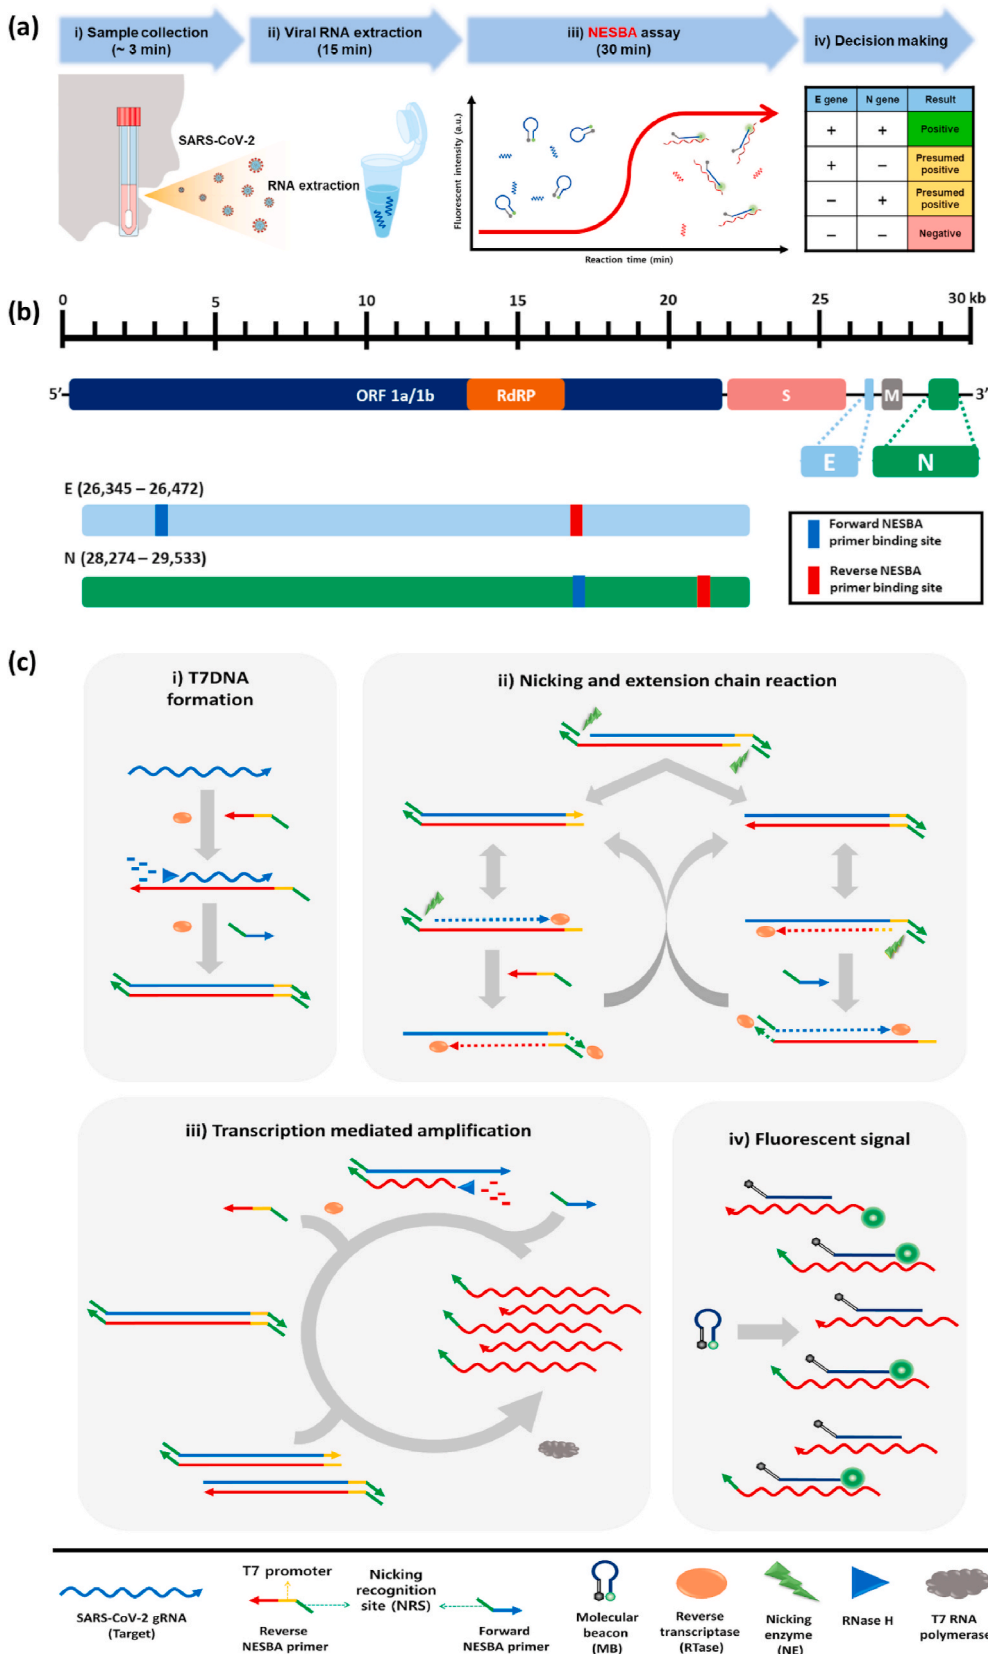 (a)
i) Sample collection
(~ 3 min)
ii) Viral RNA extraction
(15 min)
iii) NESBA assay
(30 min)
iv) Decision making
SARS-CoV-2
RNA extraction
Fluorescent intensity (a.u.)
Reaction time (min)
E gene N gene Result
+ + Positive
+ − Presumed positive
− + Presumed positive
− − Negative
(b)
0 5 10 15 20 25 30 kb
5’ ORF 1a/1b RdRP S M 3’
E N
E (26,345 – 26,472)
N (28,274 – 29,533)
Forward NESBA
primer binding site
Reverse NESBA
primer binding site
(c)
i) T7DNA
formation
ii) Nicking and extension chain reaction
iii) Transcription mediated amplification
iv) Fluorescent signal
SARS-CoV-2 gRNA
(Target)
T7 promoter
Reverse
NESBA primer
Nicking
recognition
site (NRS)
Forward
NESBA primer
Molecular
beacon
(MB)
Reverse
transcriptase
(RTase)
Nicking
enzyme
(NE)
RNase H
T7 RNA
polymerase